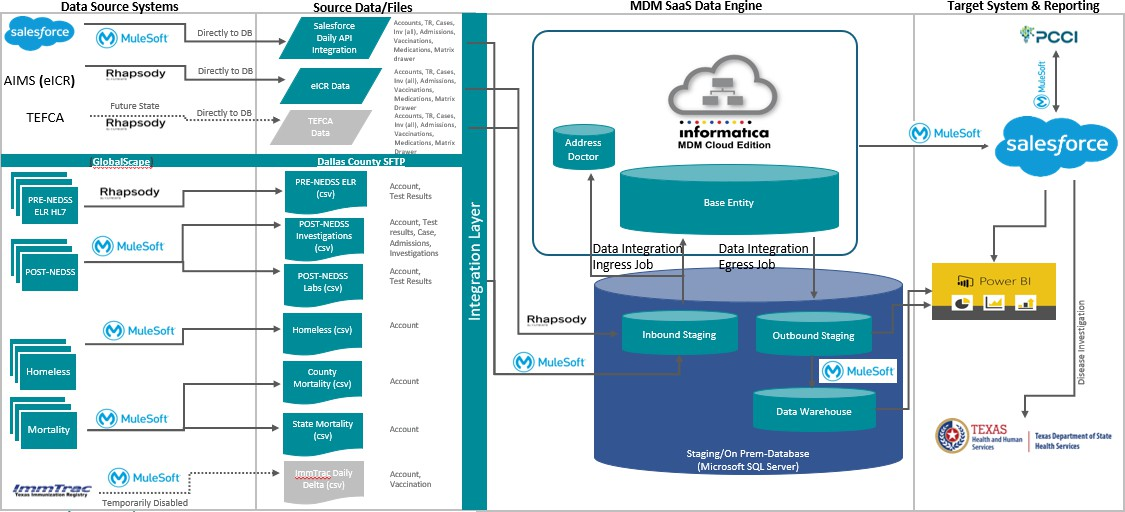 Data Source Systems
Source Data/Files
MDM SaaS Data Engine
Target System & Reporting
salesforce
MuleSoft
Directly to DB
Salesforce
Daily API
Integration
Accounts, TR, Cases,
Inv (all), Admissions,
Vaccinations,
Medications, Matrix
drawer
AIMS (eICR)
Rhapsody
Directly to DB
eICR Data
Accounts, TR, Cases,
Inv (all), Admissions,
Vaccinations,
Medications, Matrix
Drawer
TEFCA
Future State
Rhapsody
Directly to DB
TEFCA
Data
Accounts, TR, Cases,
Inv (all), Admissions,
Vaccinations,
Medications, Matrix
Drawer
GlobalScape
Dallas County SFTP
PRE-NEDSS
ELR HL7
Rhapsody
PRE-NEDSS ELR
(csv)
Account,
Test Results
POST-NEDSS
MuleSoft
POST-NEDSS
Investigations
(csv)
Account, Test
results, Case,
Admissions,
Investigations
POST-NEDSS
Labs (csv)
Account,
Test Results
MuleSoft
Homeless (csv)
Account
Homeless
County
Mortality (csv)
Account
Mortality
MuleSoft
State Mortality
(csv)
Account
ImmTrac
Texas Immunization Registry
MuleSoft
Temporarily Disabled
ImmTrac Daily
Delta (csv)
Account,
Vaccination
Integration Layer
Rhapsody
MuleSoft
informatica
MDM Cloud Edition
Address
Doctor
Base Entity
Data Integration
Ingress Job
Data Integration
Egress Job
Inbound Staging
Outbound Staging
MuleSoft
Data Warehouse
Staging/On Prem-Database
(Microsoft SQL Server)
MuleSoft
PCCI
MuleSoft
salesforce
Power BI
Disease Investigation
TEXAS
Health and Human
Services
Texas Department of State
Health Services